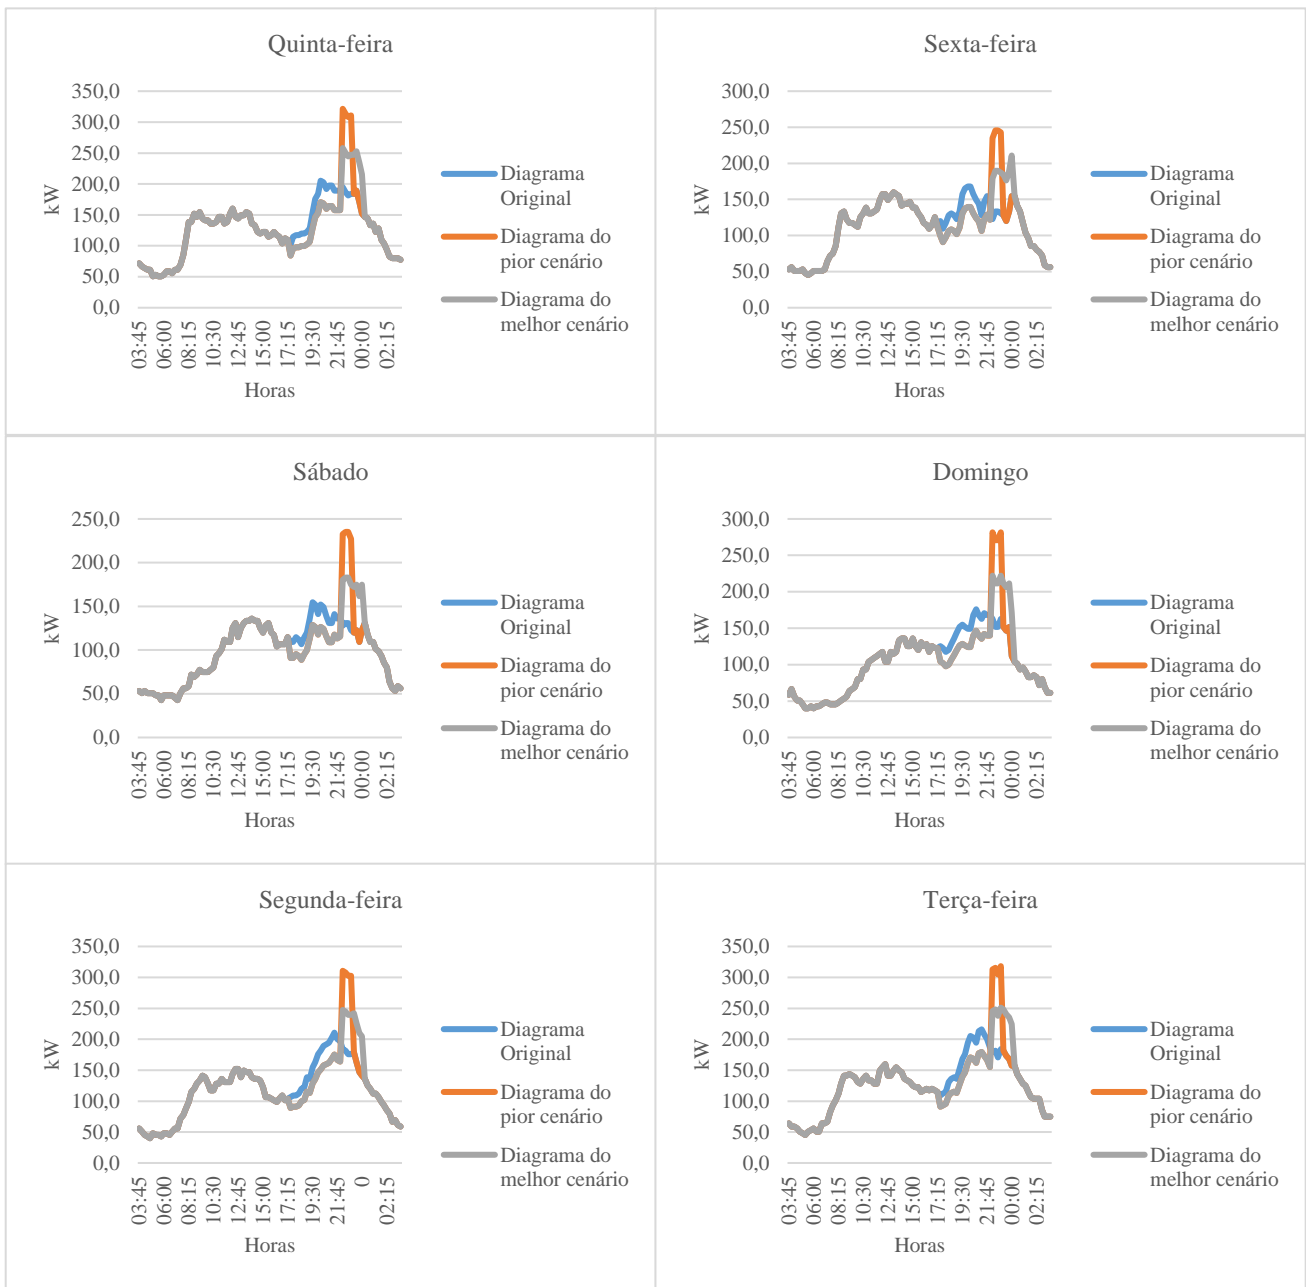 Quinta-feira
350,0
300,0
250,0
200,0
150,0
100,0
50,0
0,0
kW
03:45
06:00
08:15
10:30
12:45
15:00
17:15
19:30
21:45
00:00
02:15
Horas
Diagrama
Original
Diagrama do
pior cenário
Diagrama do
melhor cenário
Sexta-feira
300,0
250,0
200,0
150,0
100,0
50,0
0,0
kW
03:45
06:00
08:15
10:30
12:45
15:00
17:15
19:30
21:45
00:00
02:15
Horas
Diagrama
Original
Diagrama do
pior cenário
Diagrama do
melhor cenário
Sábado
250,0
200,0
150,0
100,0
50,0
0,0
kW
03:45
06:00
08:15
10:30
12:45
15:00
17:15
19:30
21:45
00:00
02:15
Horas
Diagrama
Original
Diagrama do
pior cenário
Diagrama do
melhor cenário
Domingo
300,0
250,0
200,0
150,0
100,0
50,0
0,0
kW
03:45
06:00
08:15
10:30
12:45
15:00
17:15
19:30
21:45
00:00
02:15
Horas
Diagrama
Original
Diagrama do
pior cenário
Diagrama do
melhor cenário
Segunda-feira
350,0
300,0
250,0
200,0
150,0
100,0
50,0
0,0
kW
03:45
06:00
08:15
10:30
12:45
15:00
17:15
19:30
21:45
0
02:15
Horas
Diagrama
Original
Diagrama do
pior cenário
Diagrama do
melhor cenário
Terça-feira
350,0
300,0
250,0
200,0
150,0
100,0
50,0
0,0
kW
03:45
06:00
08:15
10:30
12:45
15:00
17:15
19:30
21:45
00:00
02:15
Horas
Diagrama
Original
Diagrama do
pior cenário
Diagrama do
melhor cenário